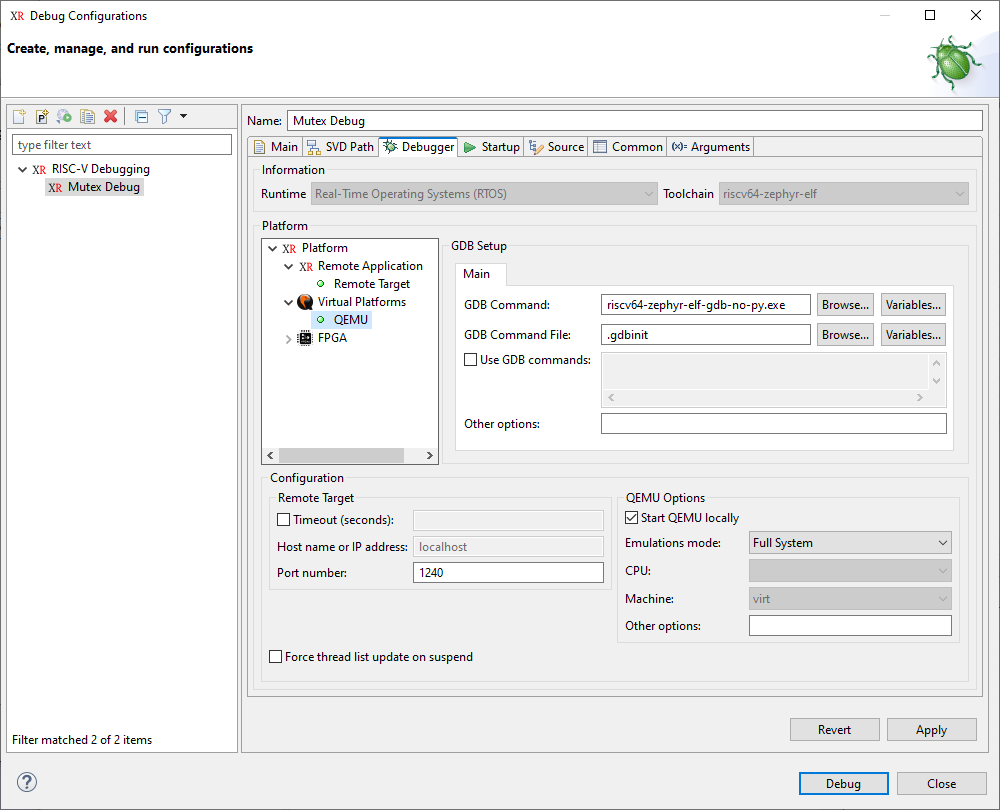 XR Debug Configurations
Create, manage, and run configurations
P
Name: Mutex Debug
type filter text
Main SVD Path Debugger Startup Source Common (x)= Arguments
XR RISC-V Debugging
XR Mutex Debug
Information
Runtime Real-Time Operating Systems (RTOS) Toolchain riscv64-zephyr-elf
Platform
XR Platform
XR Remote Application
Remote Target
Virtual Platforms
QEMU
FPGA
GDB Setup
Main
GDB Command: riscv64-zephyr-elf-gdb-no-py.exe Browse... Variables...
GDB Command File: .gdbinit Browse... Variables...
Use GDB commands:
Other options:
Configuration
Remote Target
Timeout (seconds):
Host name or IP address: localhost
Port number: 1240
QEMU Options
Start QEMU locally
Emulations mode: Full System
CPU:
Machine: virt
Other options:
Force thread list update on suspend
Filter matched 2 of 2 items
Revert Apply
? Debug Close